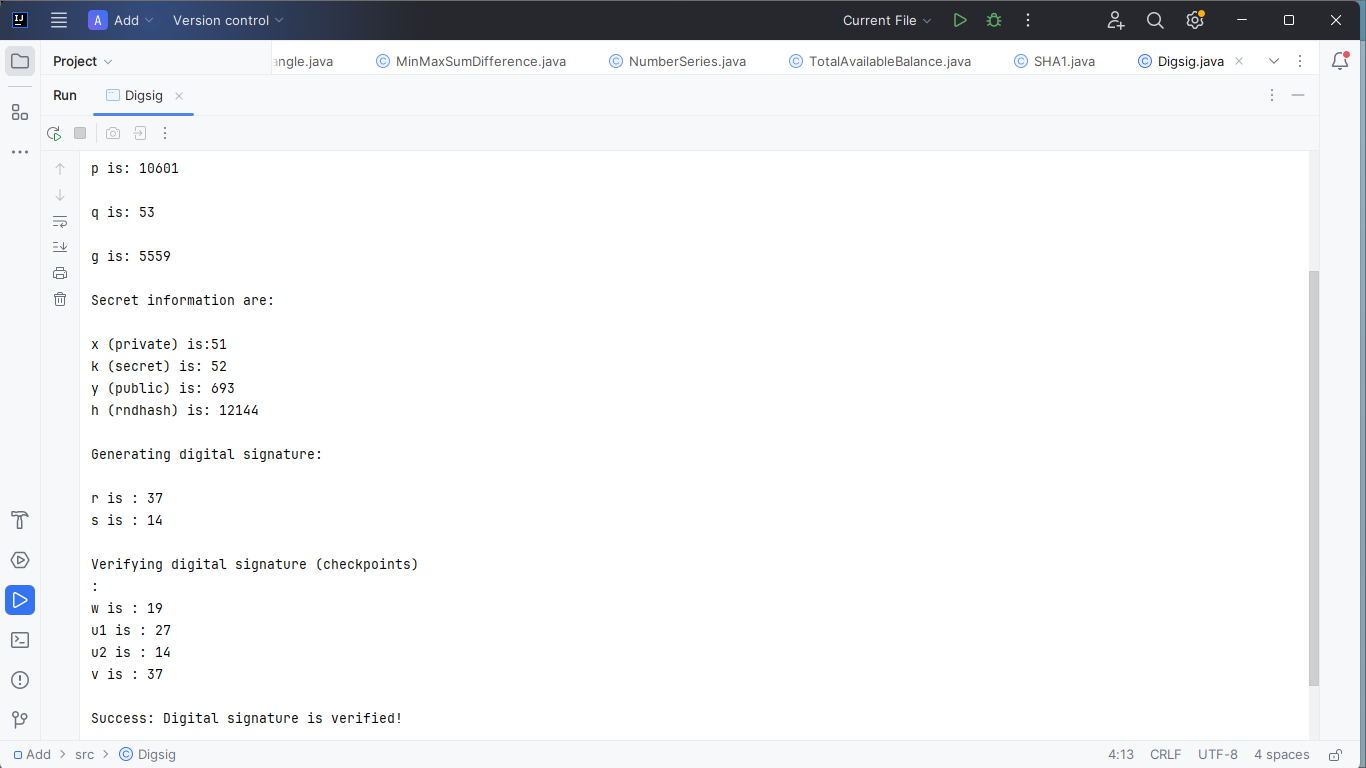 A Add Version control Current File
Project angle.java MinMaxSumDifference.java NumberSeries.java TotalAvailableBalance.java SHA1.java Digsig.java
Run Digsig
p is: 10601
q is: 53
g is: 5559
Secret information are:
x (private) is:51
k (secret) is: 52
y (public) is: 693
h (rndhash) is: 12144
Generating digital signature:
r is : 37
s is : 14
Verifying digital signature (checkpoints)
:
w is : 19
u1 is : 27
u2 is : 14
v is : 37
Success: Digital signature is verified!
Add > src > Digsig 4:13 CRLF UTF-8 4 spaces